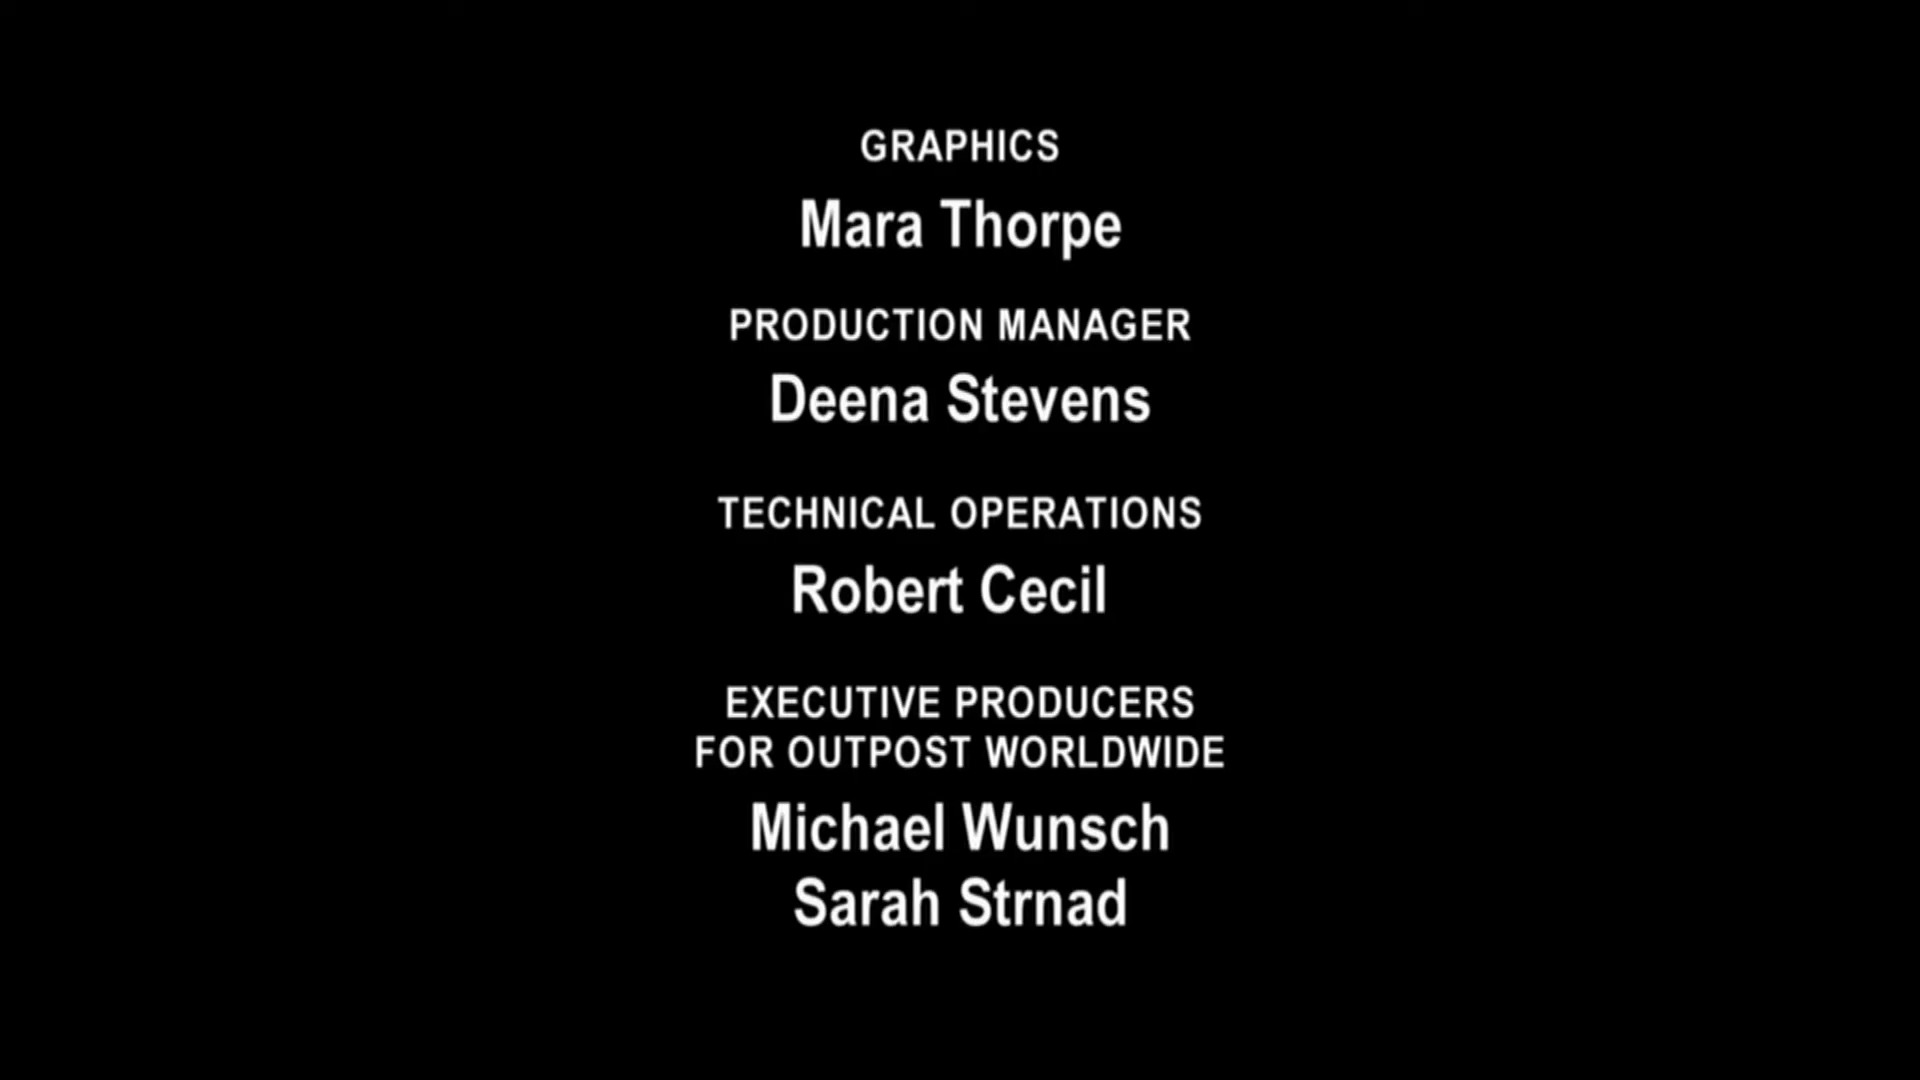 GRAPHICS
Mara Thorpe
PRODUCTION MANAGER
Deena Stevens
TECHNICAL OPERATIONS
Robert Cecil
EXECUTIVE PRODUCERS
FOR OUTPOST WORLDWIDE
Michael Wunsch
Sarah Strnad